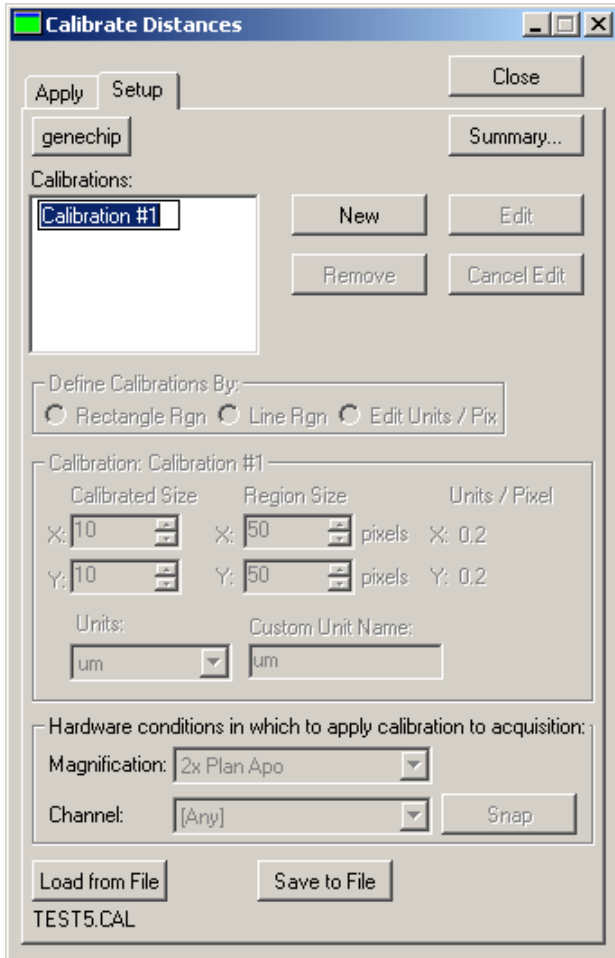 Calibrate Distances
Close
Apply Setup
genechip Summary...
Calibrations:
Calibration #1
New Edit
Remove Cancel Edit
Define Calibrations By:
Rectangle Rgn Line Rgn Edit Units / Pix
Calibration: Calibration #1
Calibrated Size Region Size Units / Pixel
X: 10 X: 50 pixels X: 0.2
Y: 10 Y: 50 pixels Y: 0.2
Units: Custom Unit Name:
um um
Hardware conditions in which to apply calibration to acquisition:
Magnification: 2x Plan Apo
Channel: [Any] Snap
Load from File Save to File
TEST5.CAL